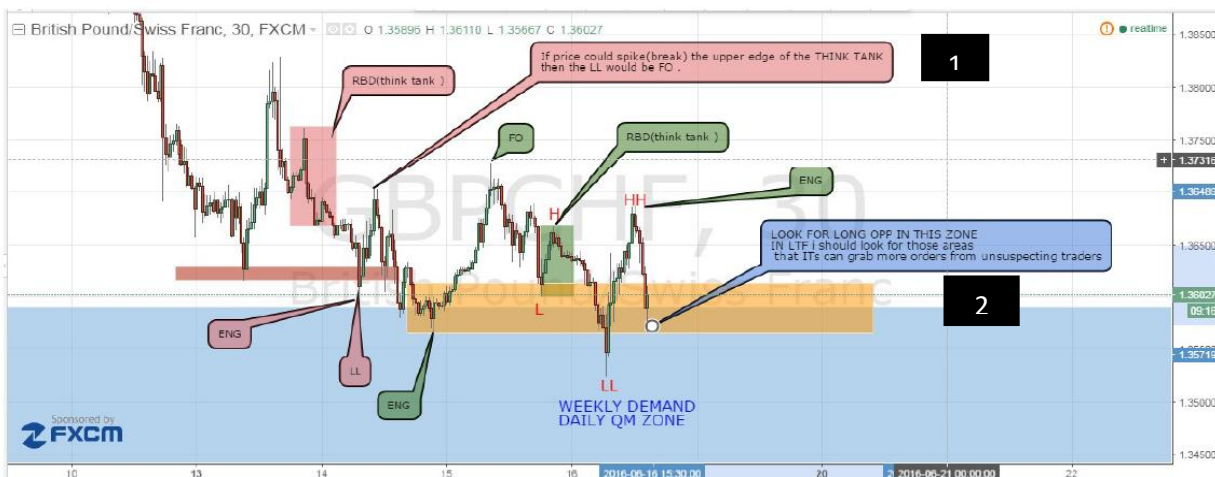 British Pound/Swiss Franc, 30, FXCM
O 1.35896 H 1.36110 L 1.35667 C 1.36027
realtime
If price could spike(break) the upper edge of the THINK TANK
then the LL would be FO .
1
RBD(think tank )
FO
RBD(think tank )
ENG
H
HH
LOOK FOR LONG OPP IN THIS ZONE
IN LTF i should look for those areas
that ITs can grab more orders from unsuspecting traders
GBPCHF, 30
British Pound/Swiss Franc
2
L
ENG
LL
ENG
LL
WEEKLY DEMAND
DAILY QM ZONE
Sponsored by
FXCM
1.38500
1.38000
1.37500
1.37316
1.36489
1.36500
1.36027
09:16
1.35719
1.35000
1.34500
10
13
14
15
16
2016-06-16 15:30:00
20
2016-06-21 00:00:00
22